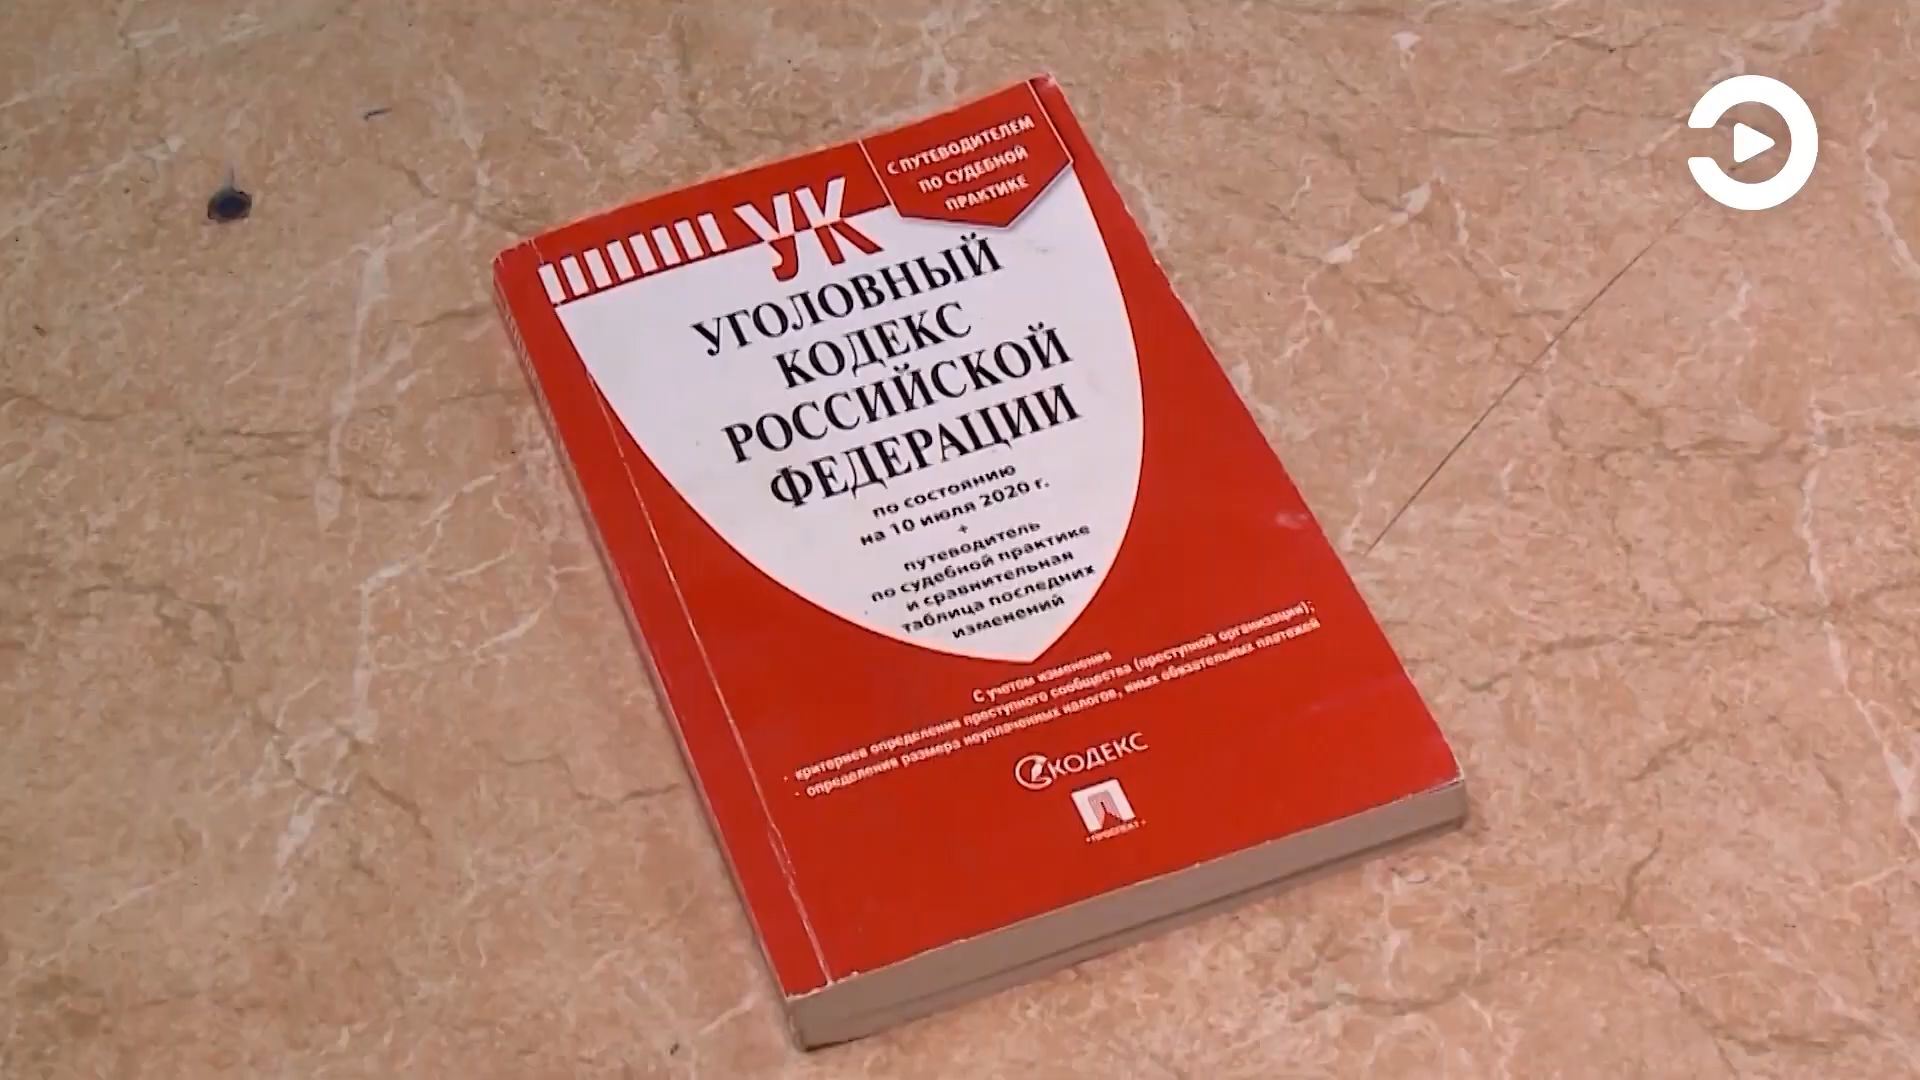 УК
С ПУТЕВОДИТЕЛЕМ
ПО СУДЕБНОЙ
ПРАКТИКЕ
УГОЛОВНЫЙ
КОДЕКС
РОССИЙСКОЙ
ФЕДЕРАЦИИ
по состоянию
на 10 июля 2020 г.
+
путеводитель
по судебной практике
и сравнительная
таблица последних
изменений
С учетом изменения
· критериев определения преступного сообщества (преступной организации);
· определения размера неуплаченных налогов, иных обязательных платежей
КОДЕКС
• ПРОСПЕКТ •